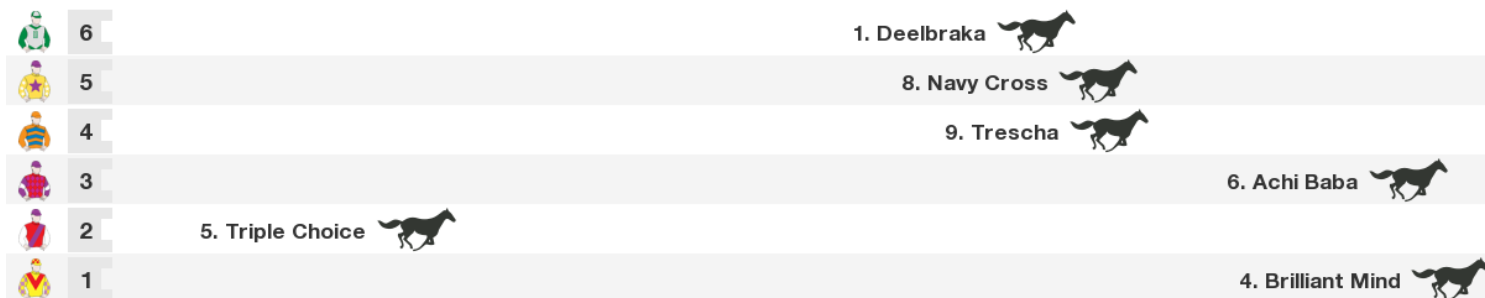 6 1. Deelbraka
5 8. Navy Cross
4 9. Trescha
3 6. Achi Baba
2 5. Triple Choice
1 4. Brilliant Mind